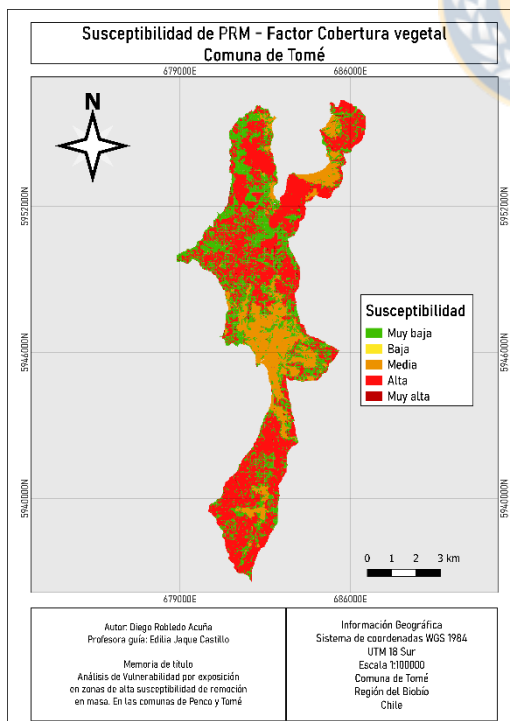 Susceptibilidad de PRM - Factor Cobertura vegetal
Comuna de Tomé
679000E
686000E
N
5952000N
5952000N
Susceptibilidad
Muy baja
Baja
Media
Alta
Muy alta
5946000N
5946000N
5940000N
5940000N
0 1 2 3 km
679000E
686000E
Autor: Diego Robledo Acuña
Profesora guía: Edilia Jaque Castillo
Memoria de título
Análisis de Vulnerabilidad por exposición
en zonas de alta susceptibilidad de remoción
en masa. En las comunas de Penco y Tomé
Información Geográfica
Sistema de coordenadas WGS 1984
UTM 18 Sur
Escala 1:100000
Comuna de Tomé
Región del Biobío
Chile